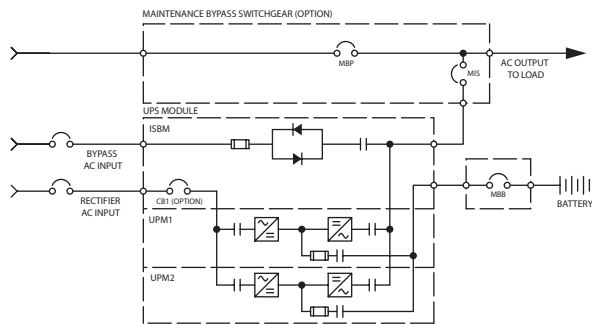 MAINTENANCE BYPASS SWITCHGEAR (OPTION)
MBP
MIS
AC OUTPUT
TO LOAD
UPS MODULE
ISBM
BYPASS
AC INPUT
RECTIFIER
AC INPUT
CB1 (OPTION)
MBB
BATTERY
UPM1
UPM2